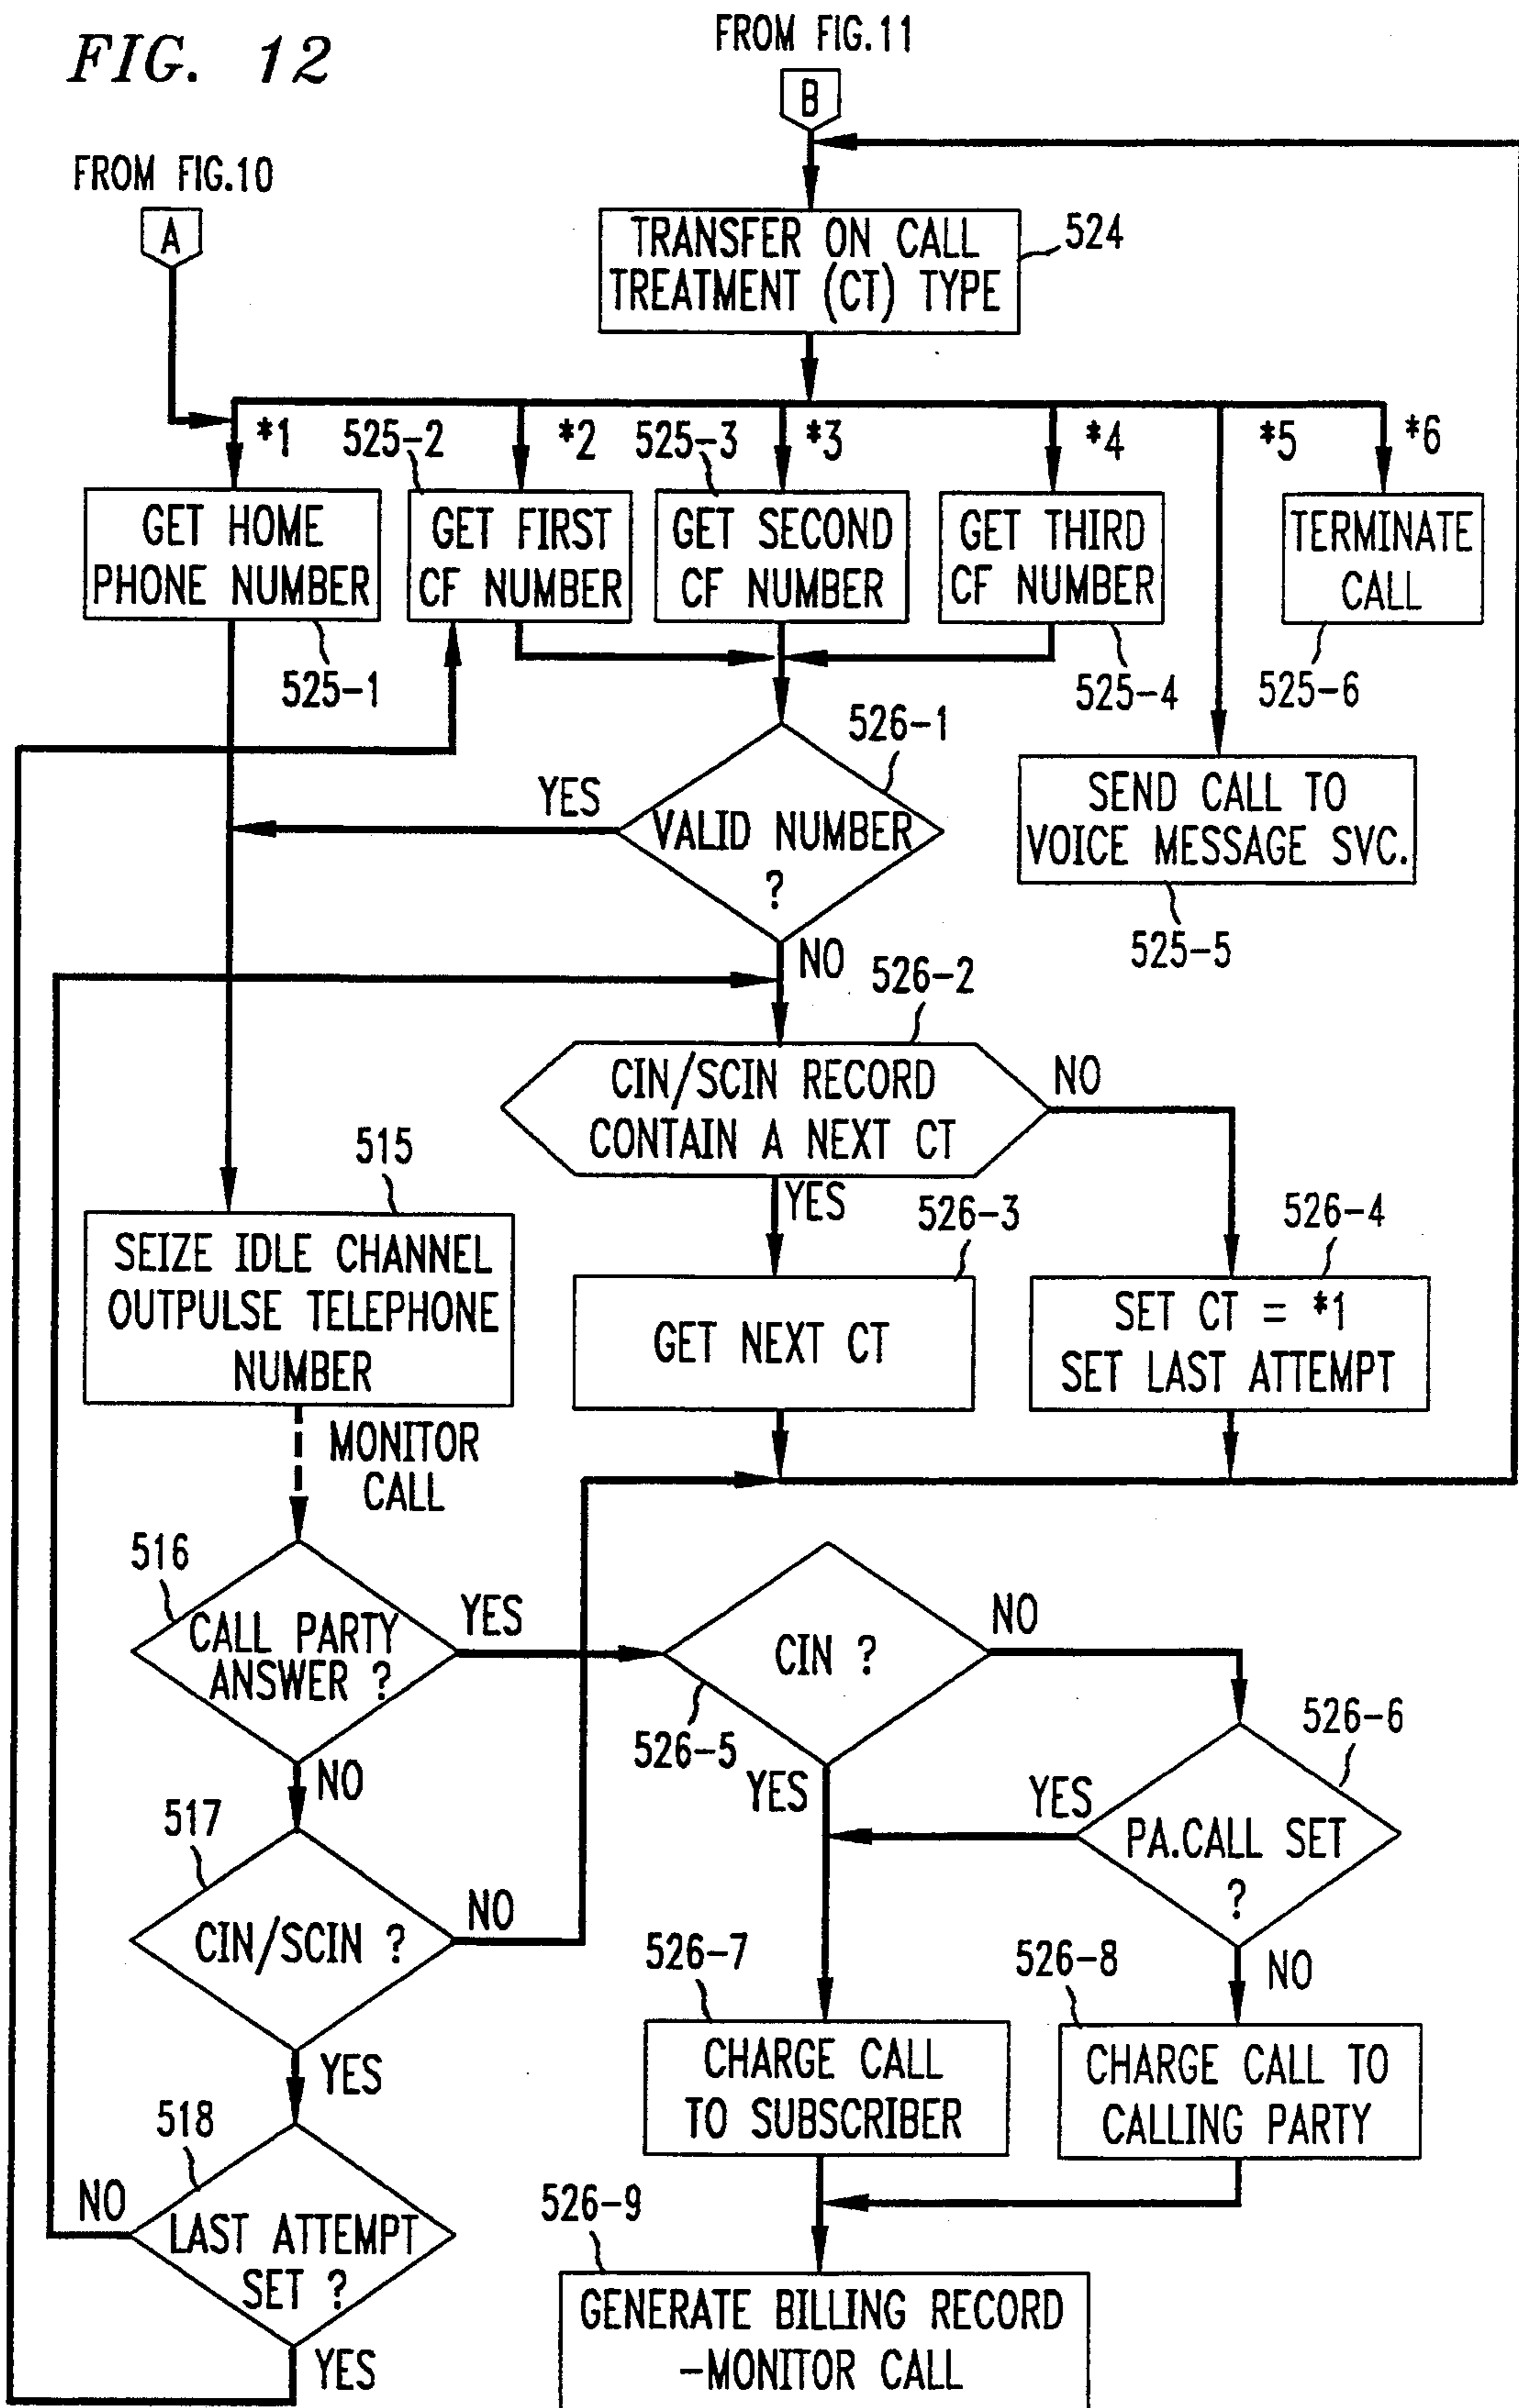 FIG. 12
FROM FIG.11
B
FROM FIG.10
A
TRANSFER ON CALL
TREATMENT (CT) TYPE
524
*1
525-2
*2
525-3
*3
*4
*5
*6
GET HOME
PHONE NUMBER
GET FIRST
CF NUMBER
GET SECOND
CF NUMBER
GET THIRD
CF NUMBER
TERMINATE
CALL
525-1
525-4
525-6
526-1
YES
VALID NUMBER
?
SEND CALL TO
VOICE MESSAGE SVC.
525-5
NO
526-2
CIN/SCIN RECORD
CONTAIN A NEXT CT
NO
515
YES
526-3
526-4
SEIZE IDLE CHANNEL
OUTPULSE TELEPHONE
NUMBER
GET NEXT CT
SET CT = *1
SET LAST ATTEMPT
MONITOR
CALL
516
CALL PARTY
ANSWER ?
YES
CIN ?
NO
526-5
526-6
NO
YES
YES
PA.CALL SET
?
517
CIN/SCIN ?
NO
526-7
526-8
NO
YES
CHARGE CALL
TO SUBSCRIBER
CHARGE CALL TO
CALLING PARTY
518
NO
LAST ATTEMPT
SET ?
526-9
YES
GENERATE BILLING RECORD
-MONITOR CALL